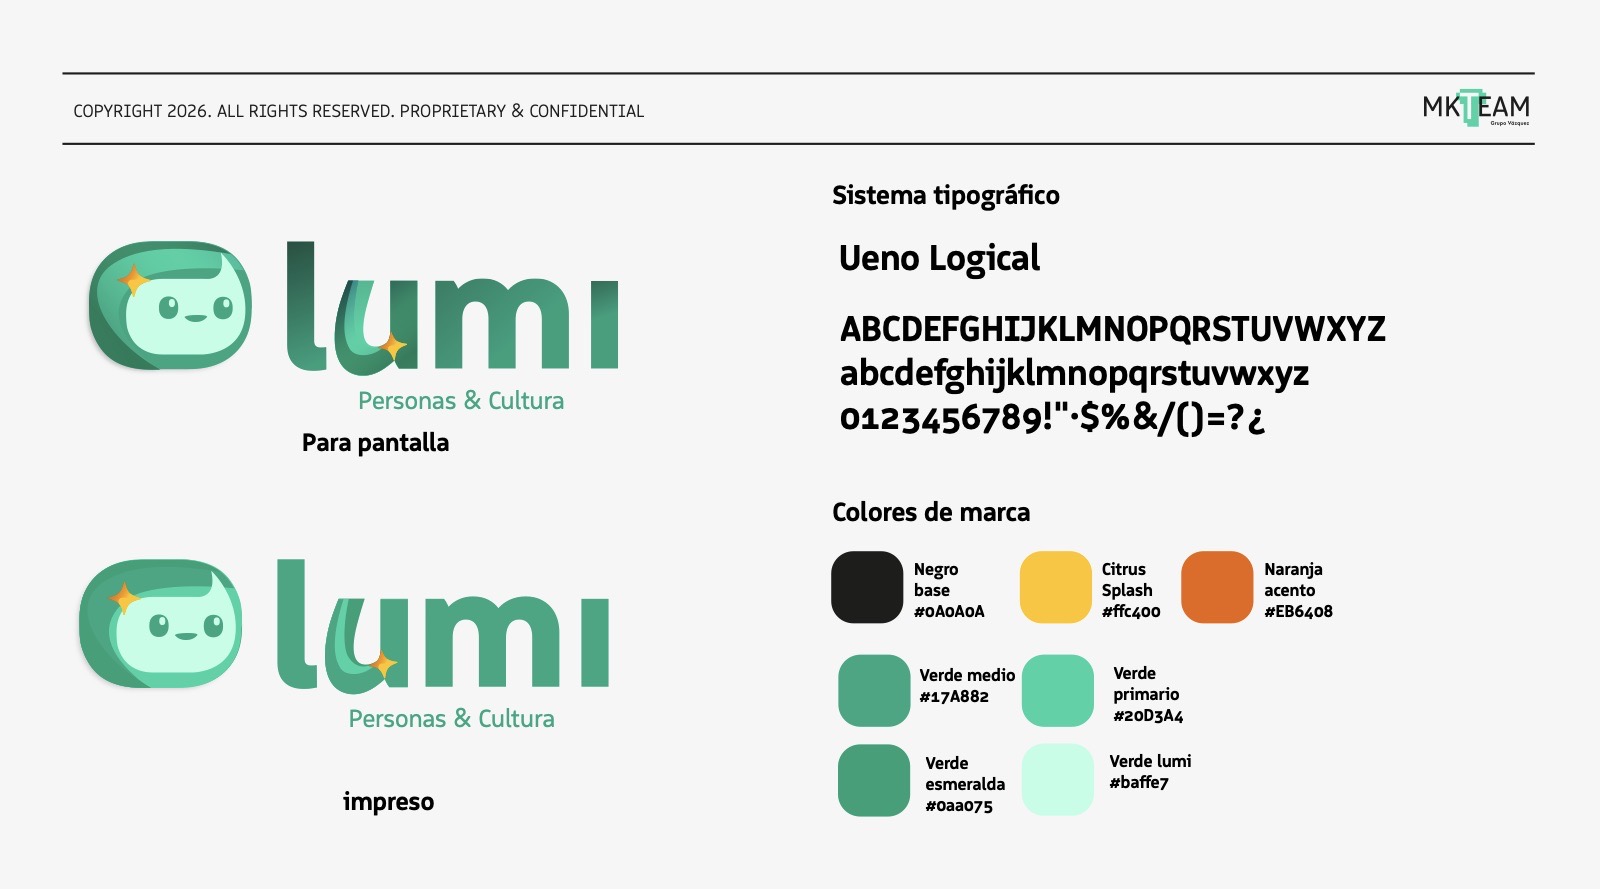 COPYRIGHT 2026. ALL RIGHTS RESERVED. PROPRIETARY & CONFIDENTIAL
MKTEAM
Grupo Vázquez
lumi
Personas & Cultura
Para pantalla
lumi
Personas & Cultura
impreso
Sistema tipográfico
Ueno Logical
ABCDEFGHIJKLMNOPQRSTUVWXYZ
abcdefghijklmnopqrstuvwxyz
0123456789!"·$%&/()=?¿
Colores de marca
Negro
base
#0A0A0A
Citrus
Splash
#ffc400
Naranja
acento
#EB6408
Verde medio
#17A882
Verde
primario
#20D3A4
Verde
esmeralda
#0aa075
Verde lumi
#baffe7